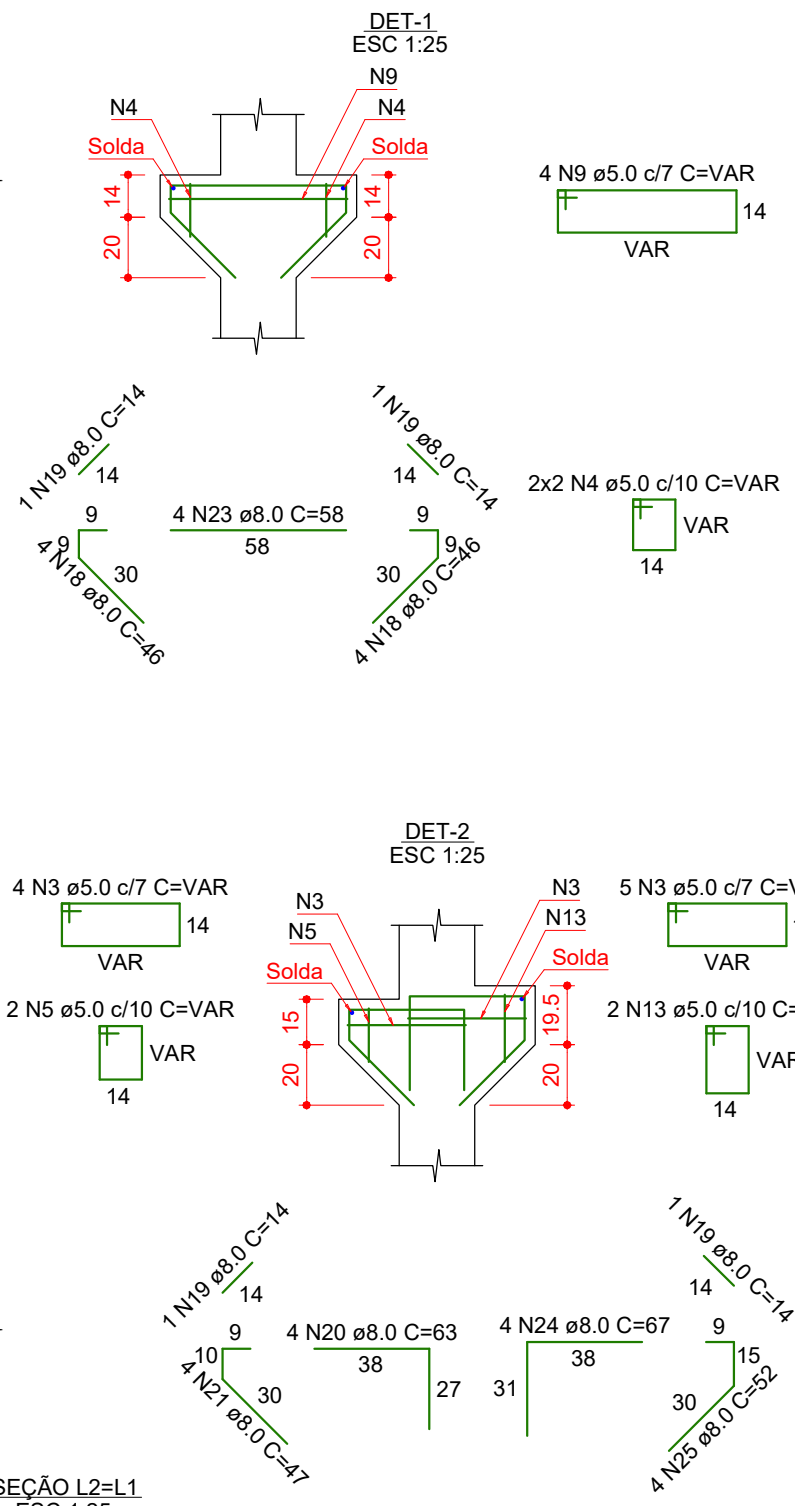 DET-1
ESC 1:25
N9
N4
N4
Solda
Solda
14
20
14
20
4 N9 ø5.0 c/7 C=VAR
14
VAR
1 N19 ø8.0 C=14
14
9
9
30
4 N18 ø8.0 C=46
4 N23 ø8.0 C=58
58
1 N19 ø8.0 C=14
14
9
9
30
4 N18 ø8.0 C=46
2x2 N4 ø5.0 c/10 C=VAR
VAR
14
DET-2
ESC 1:25
4 N3 ø5.0 c/7 C=VAR
14
VAR
2 N5 ø5.0 c/10 C=VAR
VAR
14
N3
N5
Solda
N3
N13
Solda
15
20
19.5
20
5 N3 ø5.0 c/7 C=
VAR
2 N13 ø5.0 c/10 C=
VAR
14
1 N19 ø8.0 C=14
14
9
10
30
4 N21 ø8.0 C=47
4 N20 ø8.0 C=63
38
27
4 N24 ø8.0 C=67
38
31
1 N19 ø8.0 C=14
14
9
15
30
4 N25 ø8.0 C=52
SEÇÃO L2=L1